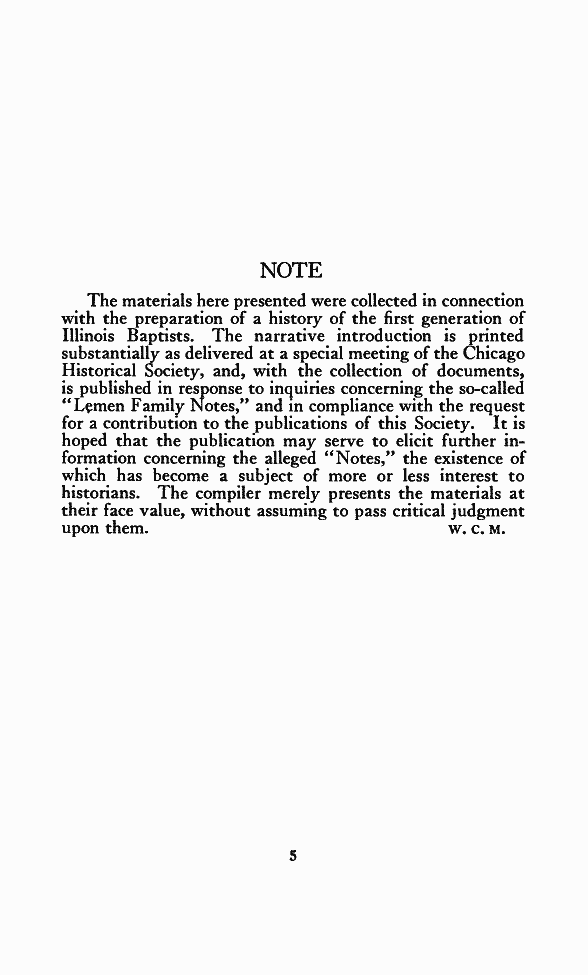 NOTE
The materials here presented were collected in connection
with the preparation of a history of the first generation of
Illinois Baptists. The narrative introduction is printed
substantially as delivered at a special meeting of the Chicago
Historical Society, and, with the collection of documents,
is published in response to inquiries concerning the so-called
“Lemen Family Notes,” and in compliance with the request
for a contribution to the publications of this Society. It is
hoped that the publication may serve to elicit further in-
formation concerning the alleged “Notes,” the existence of
which has become a subject of more or less interest to
historians. The compiler merely presents the materials at
their face value, without assuming to pass critical judgment
upon them. W. C. M.
5